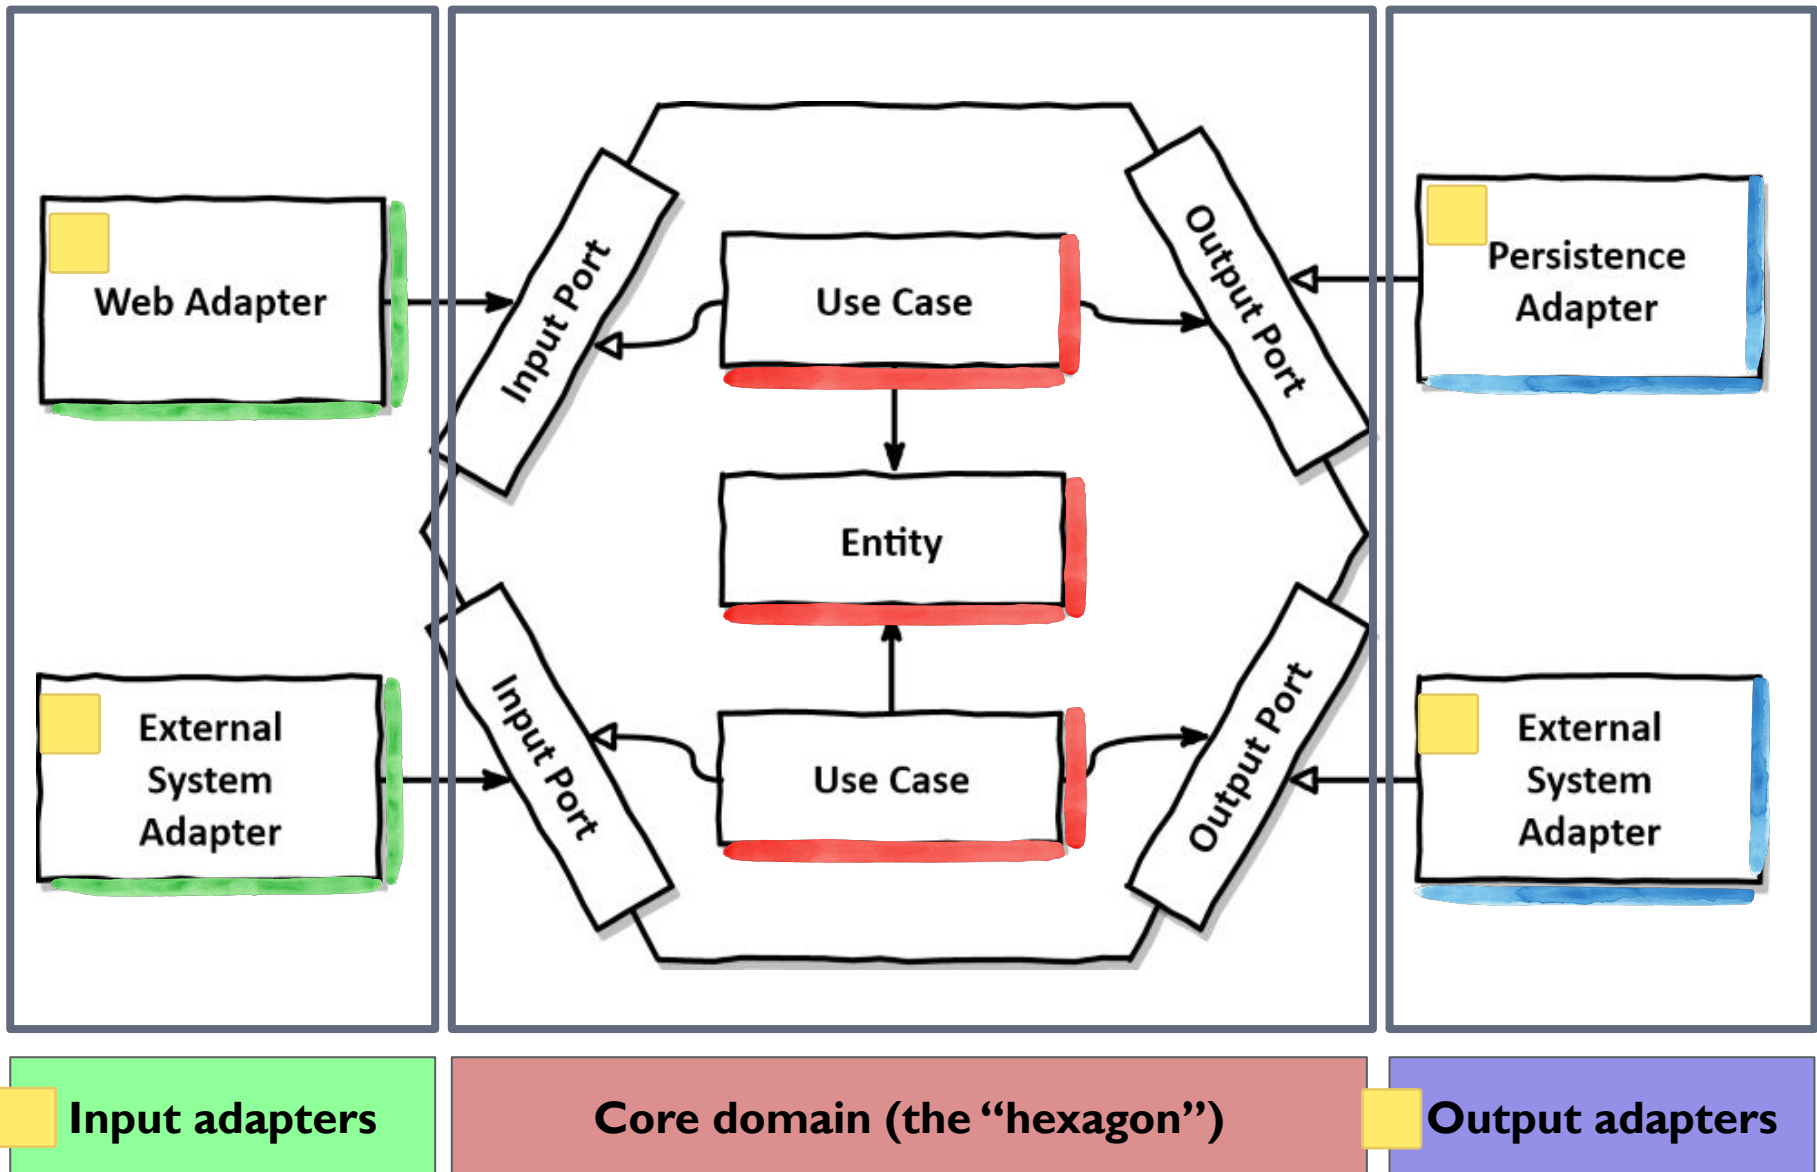 Web Adapter
Input Port
Use Case
Output Port
Persistence
Adapter
Entity
External
System
Adapter
Input Port
Use Case
Output Port
External
System
Adapter
Input adapters
Core domain (the “hexagon”)
Output adapters